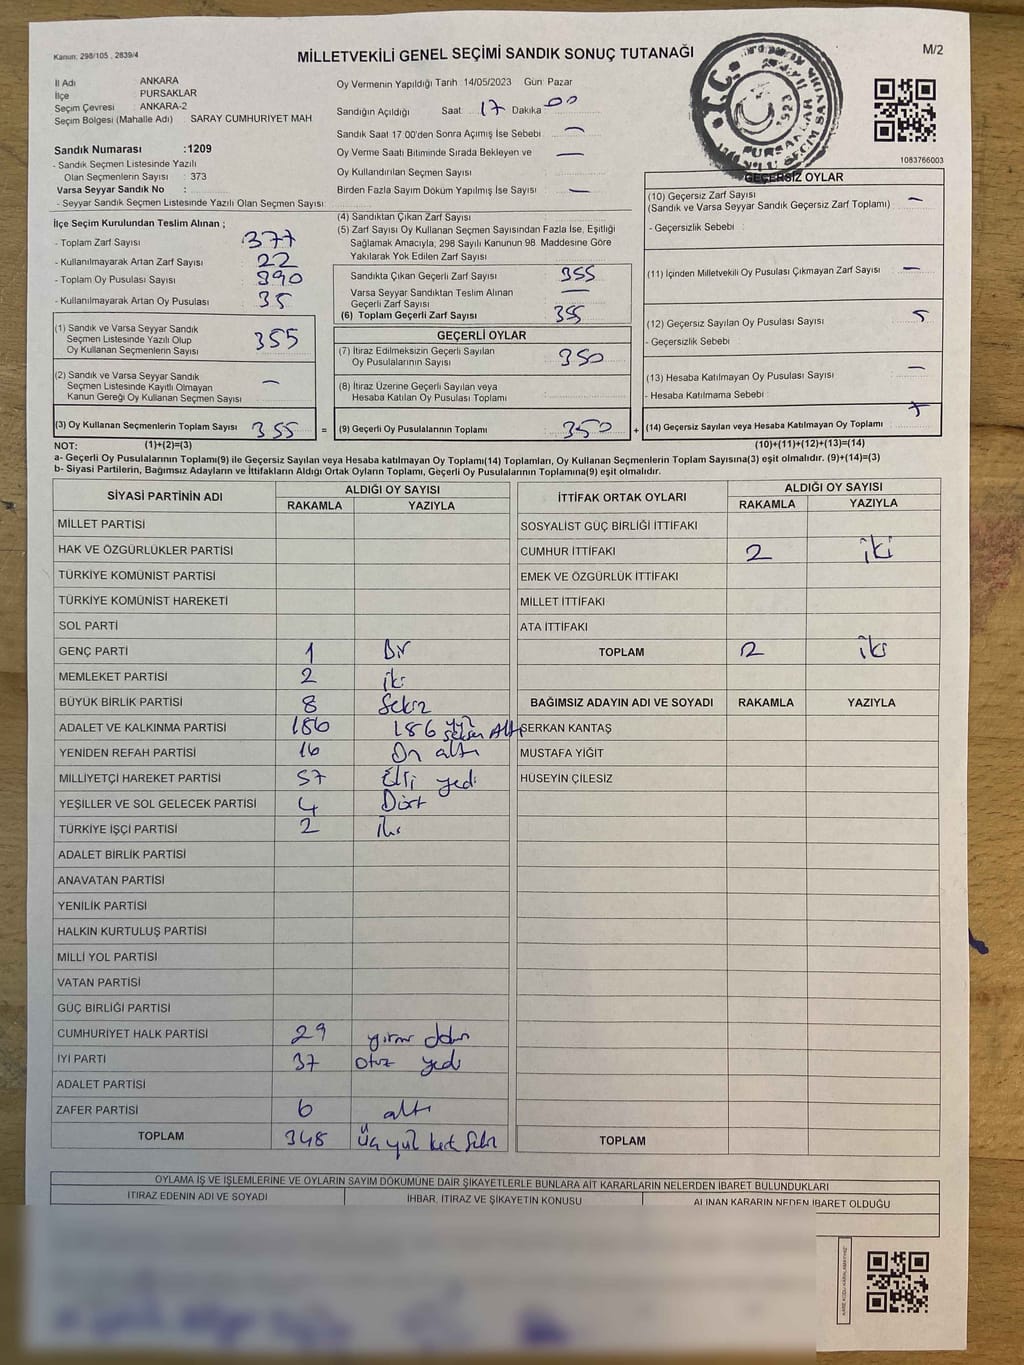 Kanun: 298/105 , 2839/4
MİLLETVEKİLİ GENEL SEÇİMİ SANDIK SONUÇ TUTANAĞI
M/2
İl Adı : ANKARA
İlçe : PURSAKLAR
Seçim Çevresi : ANKARA-2
Seçim Bölgesi (Mahalle Adı) : SARAY CUMHURİYET MAH
Sandık Numarası :1209
- Sandık Seçmen Listesinde Yazılı
Olan Seçmenlerin Sayısı : 373
Varsa Seyyar Sandık No :
- Seyyar Sandık Seçmen Listesinde Yazılı Olan Seçmen Sayısı:
Oy Vermenin Yapıldığı Tarih 14/05/2023 Gün: Pazar
Sandığın Açıldığı Saat: 17 Dakika 00
Sandık Saat 17:00'den Sonra Açımış İse Sebebi : —
Oy Verme Saati Bitiminde Sırada Bekleyen ve —
Oy Kullandırılan Seçmen Sayısı :
Birden Fazla Sayım Döküm Yapılmış İse Sayısı : —
T.C.
1083766003
İlçe Seçim Kurulundan Teslim Alınan ;
- Toplam Zarf Sayısı : 377
- Kullanılmayarak Artan Zarf Sayısı : 22
- Toplam Oy Pusulası Sayısı : 390
- Kullanılmayarak Artan Oy Pusulası : 35
(1) Sandık ve Varsa Seyyar Sandık
Seçmen Listesinde Yazılı Olup
Oy Kullanan Seçmenlerin Sayısı : 355
(2) Sandık ve Varsa Seyyar Sandık
Seçmen Listesinde Kayıtlı Olmayan
Kanun Gereği Oy Kullanan Seçmen Sayısı : —
(3) Oy Kullanan Seçmenlerin Toplam Sayısı : 355 =
(4) Sandıktan Çıkan Zarf Sayısı
(5) Zarf Sayısı Oy Kullanan Seçmen Sayısından Fazla İse, Eşitliği
Sağlamak Amacıyla; 298 Sayılı Kanunun 98. Maddesine Göre
Yakılarak Yok Edilen Zarf Sayısı
Sandıkta Çıkan Geçerli Zarf Sayısı : 355
Varsa Seyyar Sandıktan Teslim Alınan
Geçerli Zarf Sayısı : —
(6) Toplam Geçerli Zarf Sayısı : 355
GEÇERLİ OYLAR
(7) İtiraz Edilmeksizin Geçerli Sayılan
Oy Pusulalarının Sayısı : 350
(8) İtiraz Üzerine Geçerli Sayılan veya
Hesaba Katılan Oy Pusulası Toplamı :
(9) Geçerli Oy Pusulalarının Toplamı : 350 +
GEÇERSİZ OYLAR
(10) Geçersiz Zarf Sayısı : —
(Sandık ve Varsa Seyyar Sandık Geçersiz Zarf Toplamı)
- Geçersizlik Sebebi :
(11) İçinden Milletvekili Oy Pusulası Çıkmayan Zarf Sayısı : —
(12) Geçersiz Sayılan Oy Pusulası Sayısı : 5
- Geçersizlik Sebebi :
(13) Hesaba Katılmayan Oy Pusulası Sayısı : —
- Hesaba Katılmama Sebebi :
(14) Geçersiz Sayılan veya Hesaba Katılmayan Oy Toplamı :
NOT: (1)+(2)=(3) (10)+(11)+(12)+(13)=(14)
a- Geçerli Oy Pusulaları Toplamı(9) ile Geçersiz Sayılan veya Hesaba katılmayan Oy Toplamı(14) Toplamları, Oy Kullanan Seçmenlerin Toplam Sayısına(3) eşit olmalıdır. (9)+(14)=(3)
b- Siyasi Partilerin, Bağımsız Adayların ve İttifakların Aldığı Ortak Oyların Toplamı, Geçerli Oy Pusulalarının Toplamına(9) eşit olmalıdır.
SİYASİ PARTİNİN ADI
ALDIĞI OY SAYISI
RAKAMLA YAZIYLA
MİLLET PARTİSİ
HAK VE ÖZGÜRLÜKLER PARTİSİ
TÜRKİYE KOMÜNİST PARTİSİ
TÜRKİYE KOMÜNİST HAREKETİ
SOL PARTİ
GENÇ PARTİ 1 Bir
MEMLEKET PARTİSİ 2 iki
BÜYÜK BİRLİK PARTİSİ 8 Sekiz
ADALET VE KALKINMA PARTİSİ 186 186 yüz seksen Altı
YENİDEN REFAH PARTİSİ 16 On altı
MİLLİYETÇİ HAREKET PARTİSİ 57 Elli yedi
YEŞİLLER VE SOL GELECEK PARTİSİ 4 Dört
TÜRKİYE İŞÇİ PARTİSİ 2 iki
ADALET BİRLİK PARTİSİ
ANAVATAN PARTİSİ
YENİLİK PARTİSİ
HALKIN KURTULUŞ PARTİSİ
MİLLİ YOL PARTİSİ
VATAN PARTİSİ
GÜÇ BİRLİĞİ PARTİSİ
CUMHURİYET HALK PARTİSİ 29 yirmi dokuz
İYİ PARTİ 37 otuz yedi
ADALET PARTİSİ
ZAFER PARTİSİ 6 altı
TOPLAM 348 Üç yüz kırk Sekiz
İTTİFAK ORTAK OYLARI
ALDIĞI OY SAYISI
RAKAMLA YAZIYLA
SOSYALİST GÜÇ BİRLİĞİ İTTİFAKI
CUMHUR İTTİFAKI 2 iki
EMEK VE ÖZGÜRLÜK İTTİFAKI
MİLLET İTTİFAKI
ATA İTTİFAKI
TOPLAM 2 iki
BAĞIMSIZ ADAYIN ADI VE SOYADI RAKAMLA YAZIYLA
SERKAN KANTAŞ
MUSTAFA YİĞİT
HÜSEYİN ÇİLESİZ
TOPLAM
OYLAMA İŞ VE İŞLEMLERİNE VE OYLARIN SAYIM DÖKÜMÜNE DAİR ŞİKAYETLERLE BUNLARA AİT KARARLARIN NELERDEN İBARET BULUNDUKLARI
İTİRAZ EDENİN ADI VE SOYADI İHBAR, İTİRAZ VE ŞİKAYETİN KONUSU ALINAN KARARIN NEDEN İBARET OLDUĞU